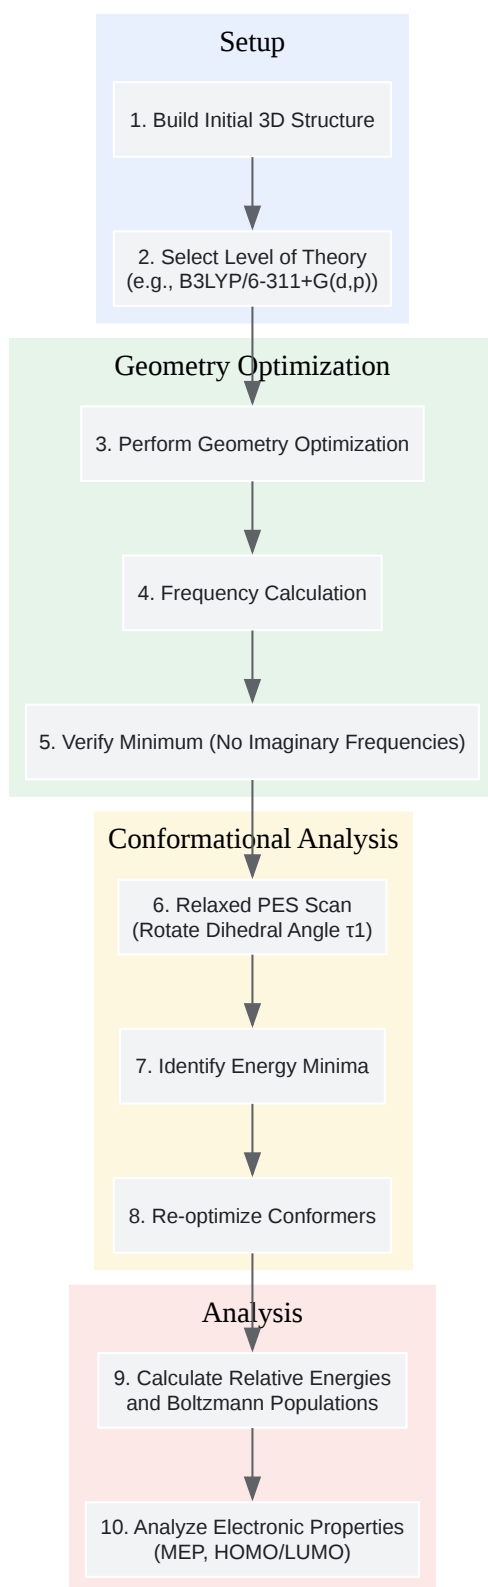 Setup
1. Build Initial 3D Structure
2. Select Level of Theory
(e.g., B3LYP/6-311+G(d,p))
Geometry Optimization
3. Perform Geometry Optimization
4. Frequency Calculation
5. Verify Minimum (No Imaginary Frequencies)
Conformational Analysis
6. Relaxed PES Scan
(Rotate Dihedral Angle τ1)
7. Identify Energy Minima
8. Re-optimize Conformers
Analysis
9. Calculate Relative Energies
and Boltzmann Populations
10. Analyze Electronic Properties
(MEP, HOMO/LUMO)